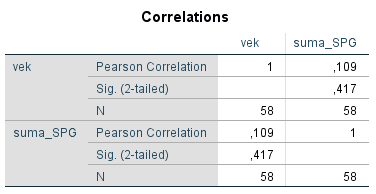 Correlations
vek suma_SPG
vek Pearson Correlation 1 ,109
Sig. (2-tailed) ,417
N 58 58
suma_SPG Pearson Correlation ,109 1
Sig. (2-tailed) ,417
N 58 58